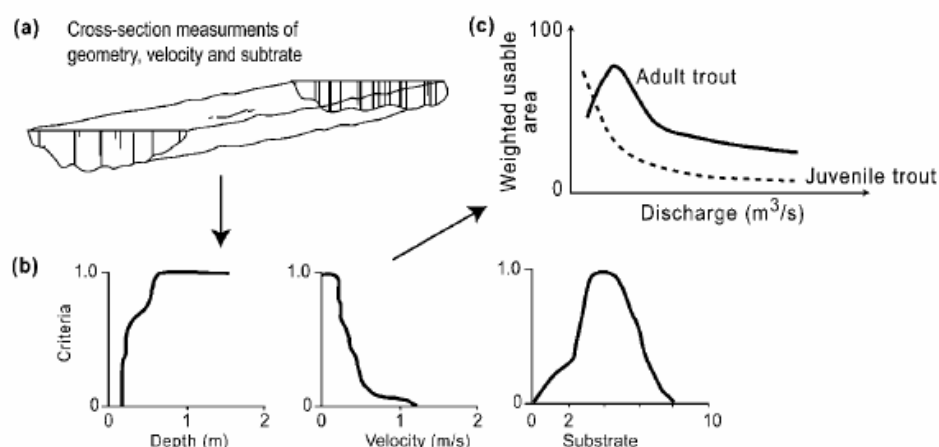 (a) Cross-section measurments of
geometry, velocity and subtrate
(c)
100
Weighted usable
area
0
Adult trout
Juvenile trout
Discharge (m³/s)
(b)
Criteria
1.0
0
0 1 2
Depth (m)
1.0
0
0 1 2
Velocity (m/s)
1.0
0
0 2 10
Substrate